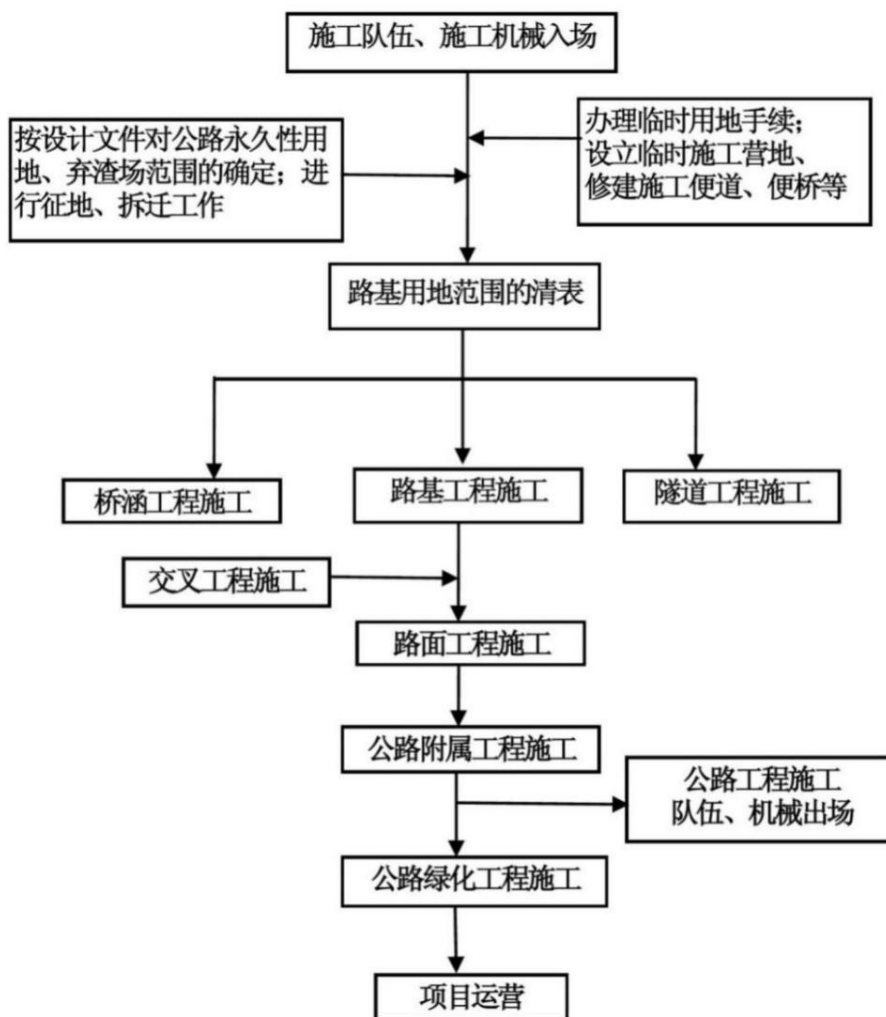 施工队伍、施工机械入场
按设计文件对公路永久性用
地、弃渣场范围的确定；进
行征地、拆迁工作
办理临时用地手续；
设立临时施工营地、
修建施工便道、便桥等
路基用地范围的清表
桥涵工程施工
路基工程施工
隧道工程施工
交叉工程施工
路面工程施工
公路附属工程施工
公路工程施工
队伍、机械出场
公路绿化工程施工
项目运营